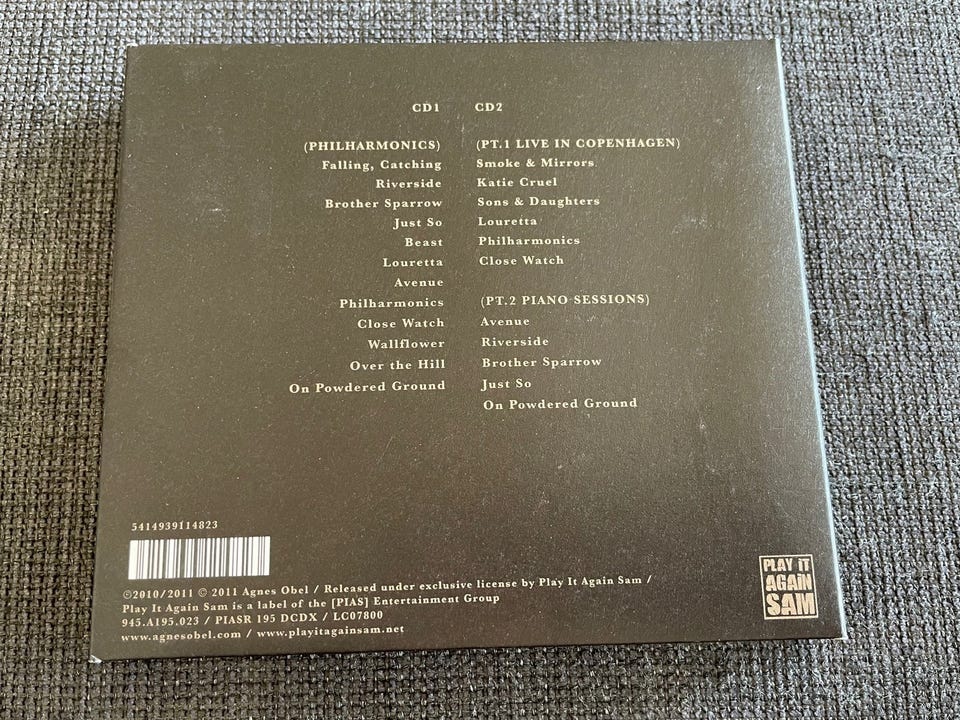 CD1
(PHILHARMONICS)
Falling, Catching
Riverside
Brother Sparrow
Just So
Beast
Louretta
Avenue
Philharmonics
Close Watch
Wallflower
Over the Hill
On Powdered Ground
CD2
(PT.1 LIVE IN COPENHAGEN)
Smoke & Mirrors
Katie Cruel
Sons & Daughters
Louretta
Philharmonics
Close Watch
(PT.2 PIANO SESSIONS)
Avenue
Riverside
Brother Sparrow
Just So
On Powdered Ground
5414939114823
℗2010/2011 © 2011 Agnes Obel / Released under exclusive license by Play It Again Sam /
Play It Again Sam is a label of the [PIAS] Entertainment Group
945.A195.023 / PIASR 195 DCDX / LC07800
www.agnesobel.com / www.playitagainsam.net
PLAY iT
AGAiN
SAM